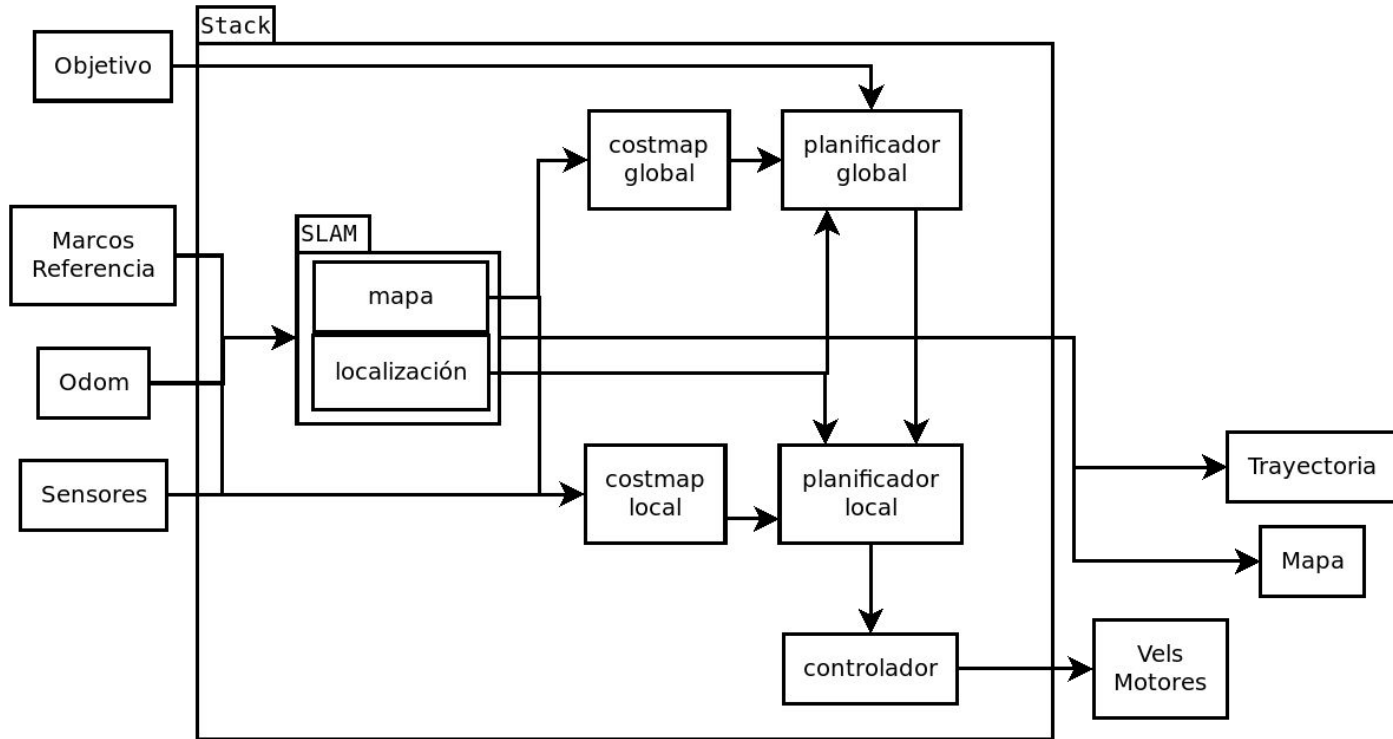 Stack
Objetivo
costmap
global
planificador
global
Marcos
Referencia
SLAM
mapa
localización
Odom
Sensores
costmap
local
planificador
local
Trayectoria
Mapa
controlador
Vels
Motores